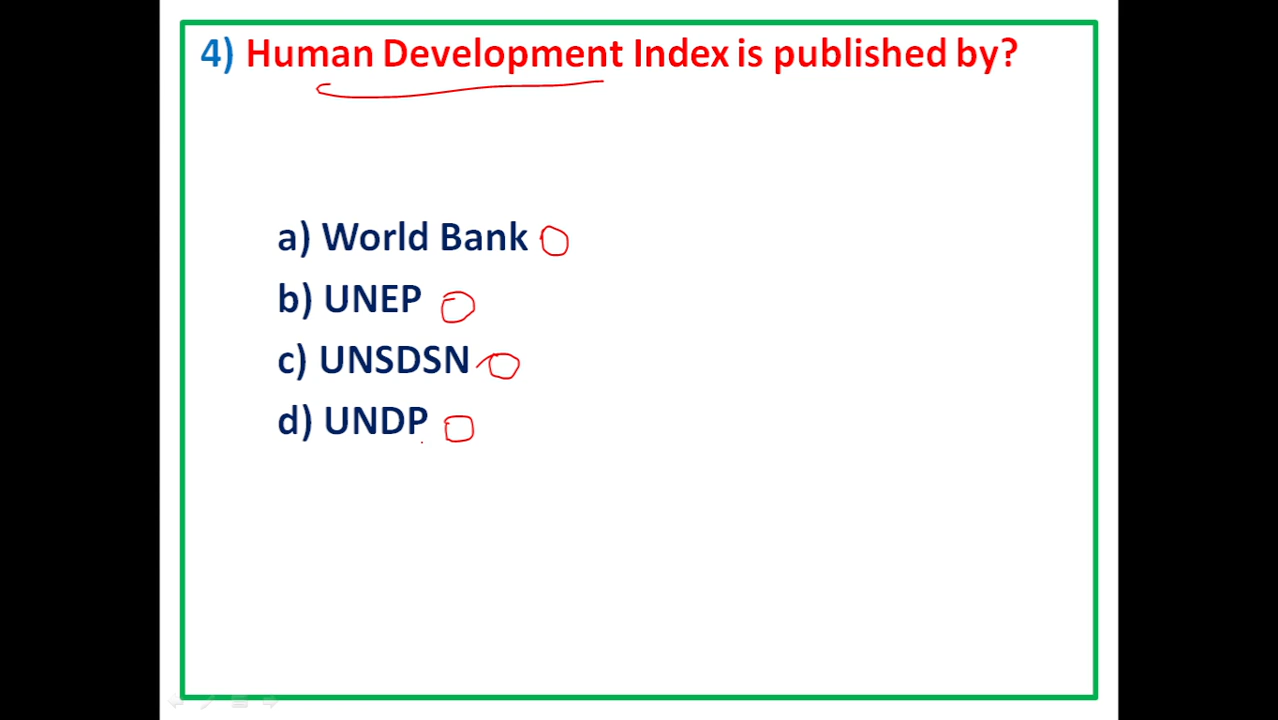 4) Human Development Index is published by?
a) World Bank
b) UNEP
c) UNSDSN
d) UNDP